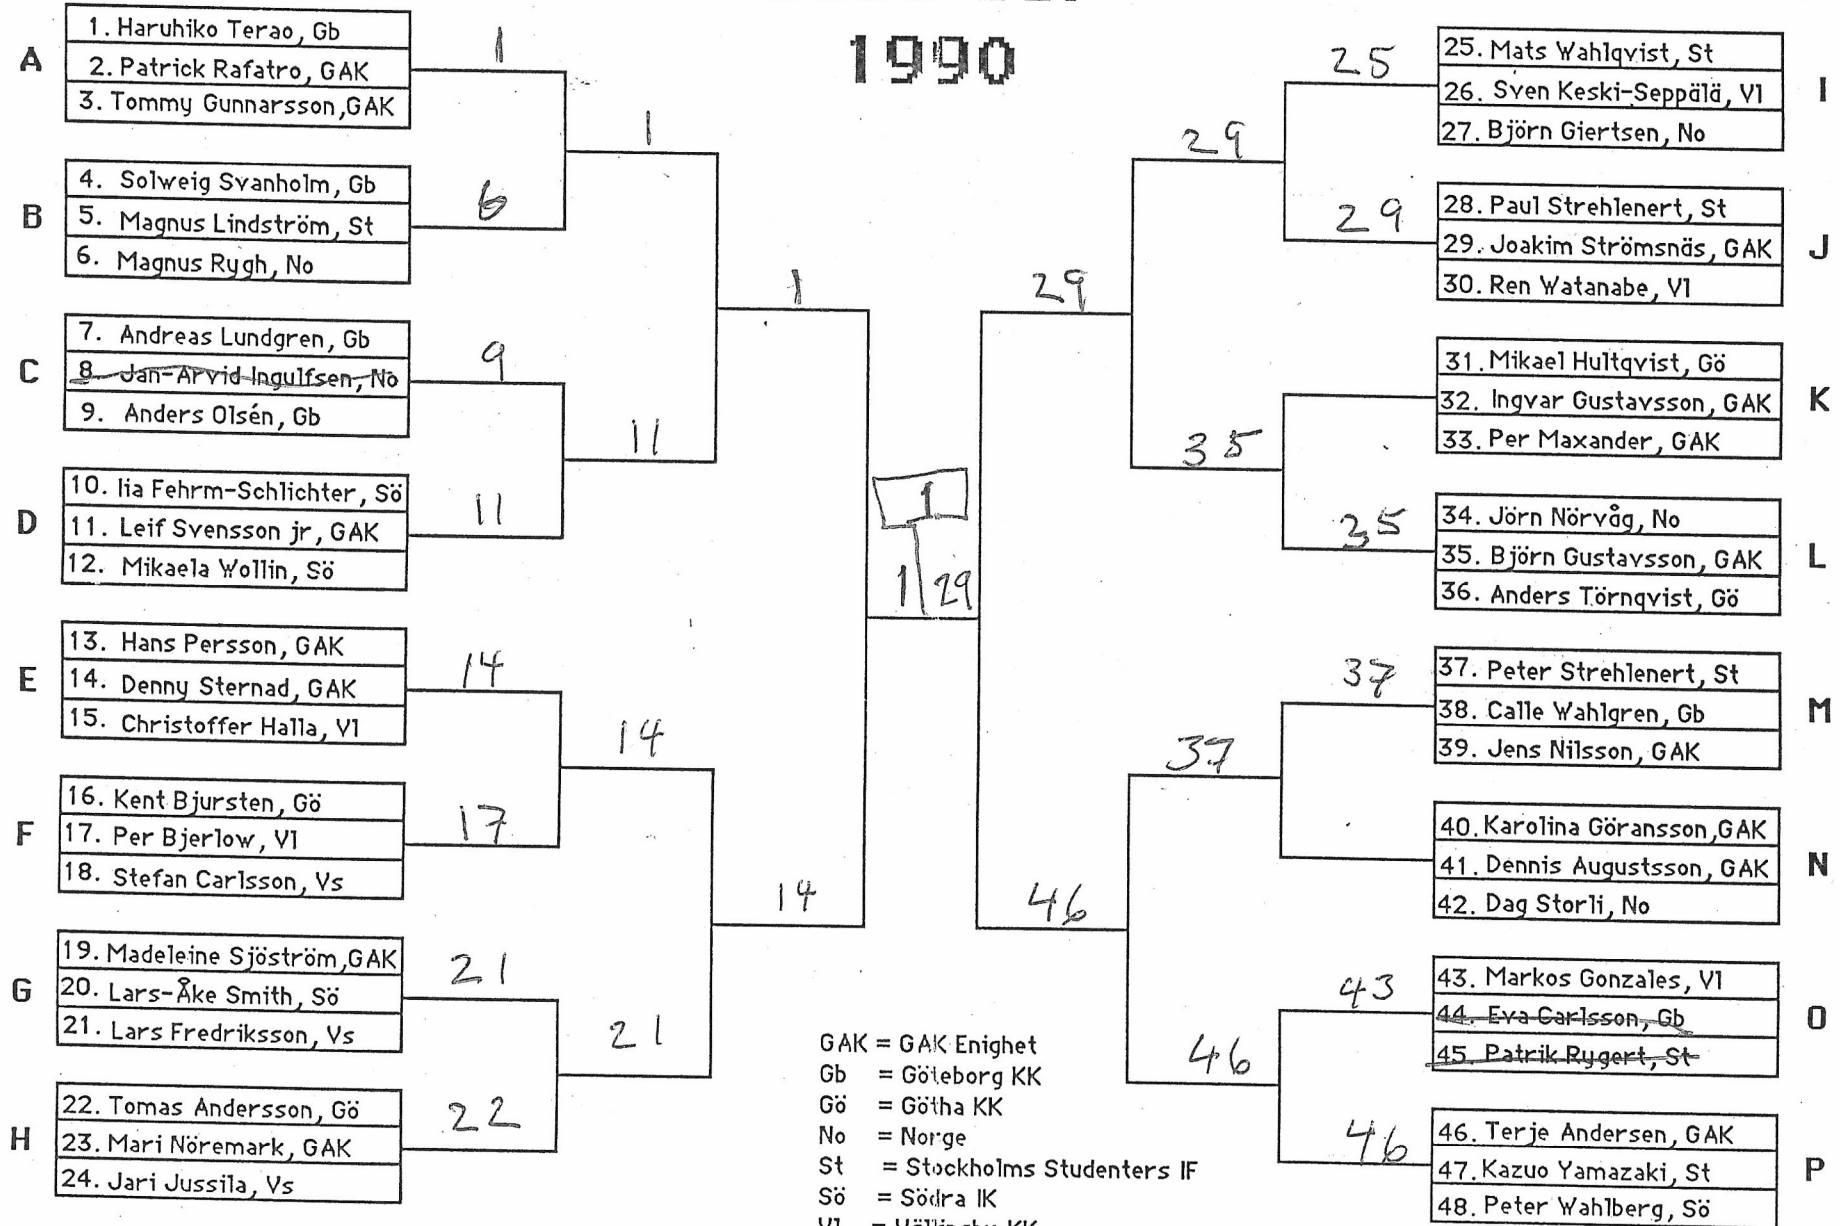 1990
A
1. Haruhiko Terao, Gb
2. Patrick Rafatro, GAK
3. Tommy Gunnarsson,GAK
1
B
4. Solweig Svanholm, Gb
5. Magnus Lindström, St
6. Magnus Rygh, No
6
1
C
7. Andreas Lundgren, Gb
8. Jan-Arvid Ingulfsen, No
9. Anders Olsén, Gb
9
D
10. Iia Fehrm-Schlichter, Sö
11. Leif Svensson jr, GAK
12. Mikaela Wollin, Sö
11
11
1
E
13. Hans Persson, GAK
14. Denny Sternad, GAK
15. Christoffer Halla, Vl
14
F
16. Kent Bjursten, Gö
17. Per Bjerlow, Vl
18. Stefan Carlsson, Vs
17
14
G
19. Madeleine Sjöström,GAK
20. Lars-Åke Smith, Sö
21. Lars Fredriksson, Vs
21
H
22. Tomas Andersson, Gö
23. Mari Nöremark, GAK
24. Jari Jussila, Vs
22
21
14
1
1 29
25
25. Mats Wahlqvist, St
26. Sven Keski-Seppälä, Vl
27. Björn Giertsen, No
I
29
28. Paul Strehlenert, St
29. Joakim Strömsnäs, GAK
30. Ren Watanabe, Vl
J
29
31. Mikael Hultqvist, Gö
32. Ingvar Gustavsson, GAK
33. Per Maxander, GAK
K
35
34. Jörn Nörvåg, No
35. Björn Gustavsson, GAK
36. Anders Törnqvist, Gö
L
35
29
37
37. Peter Strehlenert, St
38. Calle Wahlgren, Gb
39. Jens Nilsson, GAK
M
40. Karolina Göransson,GAK
41. Dennis Augustsson, GAK
42. Dag Storli, No
N
37
43
43. Markos Gonzales, Vl
44. Eva Carlsson, Gb
45. Patrik Rygert, St
O
46
46. Terje Andersen, GAK
47. Kazuo Yamazaki, St
48. Peter Wahlberg, Sö
P
46
46
GAK = GAK Enighet
Gb = Göteborg KK
Gö = Götha KK
No = Norge
St = Stockholms Studenters IF
Sö = Södra IK